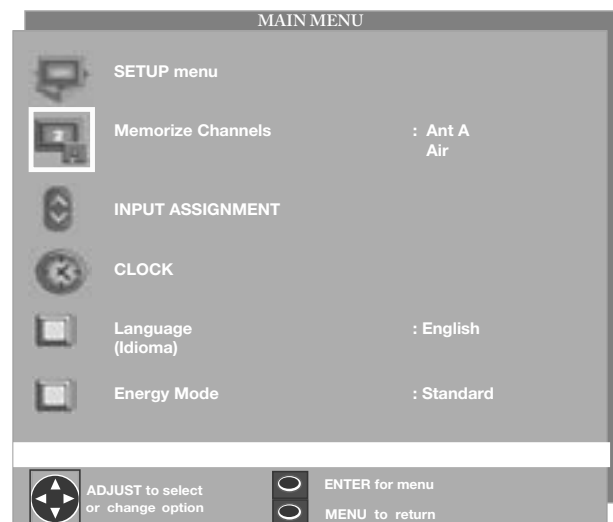 MAIN MENU
SETUP menu
Memorize Channels : Ant A
Air
INPUT ASSIGNMENT
CLOCK
Language : English
(Idioma)
Energy Mode : Standard
ADJUST to select
or change option
ENTER for menu
MENU to return